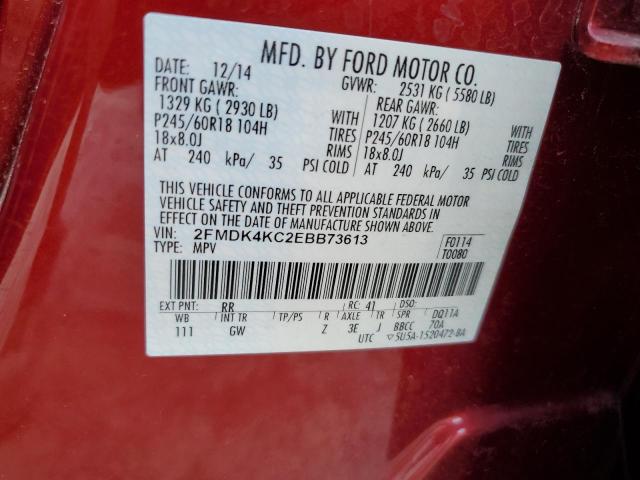 MFD. BY FORD MOTOR CO.
DATE: 12/14 GVWR: 2531 KG ( 5580 LB)
FRONT GAWR: REAR GAWR:
1329 KG ( 2930 LB) 1207 KG ( 2660 LB) WITH
P245/60R18 104H TIRES P245/60R18 104H TIRES
18x8.0J RIMS 18x8.0J RIMS
AT 240 kPa/ 35 PSI COLD AT 240 kPa/ 35 PSI COLD
THIS VEHICLE CONFORMS TO ALL APPLICABLE FEDERAL MOTOR
VEHICLE SAFETY AND THEFT PREVENTION STANDARDS IN
EFFECT ON THE DATE OF MANUFACTURE SHOWN ABOVE.
VIN: 2FMDK4KC2EBB73613 F0114
TYPE: MPV T0080
EXT PNT: RR RC: 41 DSO:
WB INT TR TP/PS R AXLE TR SPR DQ11A
111 GW Z 3E J BBCC 70A
UTC ▽5U5A-1520472-BA